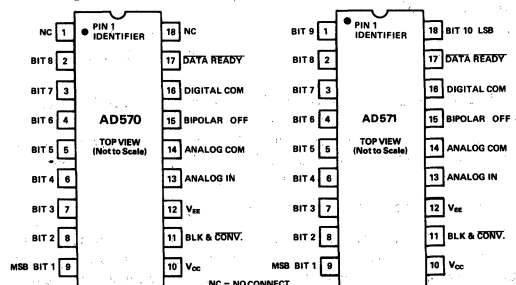 NC 1 PIN 1 IDENTIFIER 18 NC
BIT 8 2 17 DATA READY
BIT 7 3 16 DIGITAL COM
BIT 6 4 AD570 15 BIPOLAR OFF
BIT 5 5 TOP VIEW (Not to Scale) 14 ANALOG COM
BIT 4 6 13 ANALOG IN
BIT 3 7 12 VEE
BIT 2 8 11 BLK & CONV.
MSB BIT 1 9 10 VCC
BIT 9 1 PIN 1 IDENTIFIER 18 BIT 10 LSB
BIT 8 2 17 DATA READY
BIT 7 3 16 DIGITAL COM
BIT 6 4 AD571 15 BIPOLAR OFF
BIT 5 5 TOP VIEW (Not to Scale) 14 ANALOG COM
BIT 4 6 13 ANALOG IN
BIT 3 7 12 VEE
BIT 2 8 11 BLK & CONV.
MSB BIT 1 9 10 VCC
NC = NO CONNECT